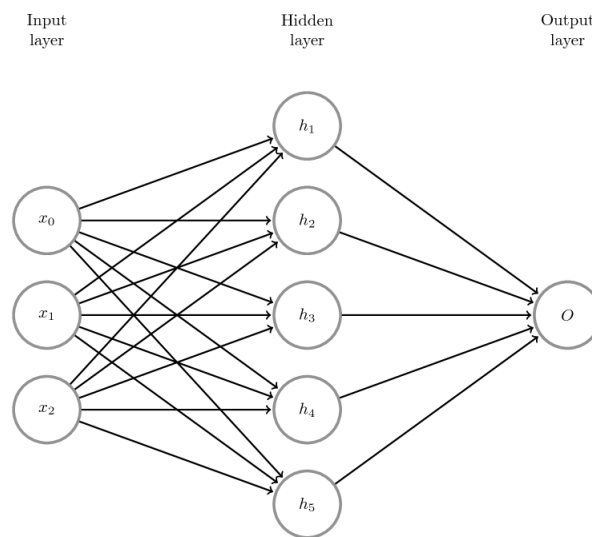 Input
layer
Hidden
layer
Output
layer
x₀
x₁
x₂
h₁
h₂
h₃
h₄
h₅
O